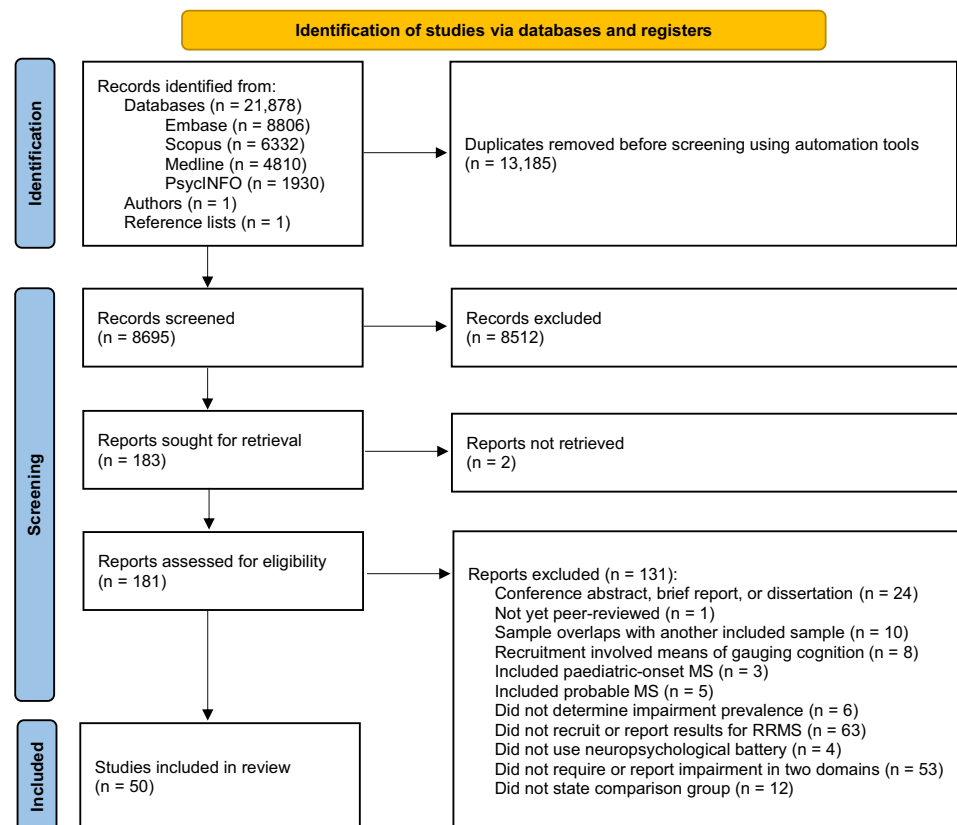 Identification of studies via databases and registers
Identification
Records identified from:
Databases (n = 21,878)
Embase (n = 8806)
Scopus (n = 6332)
Medline (n = 4810)
PsycINFO (n = 1930)
Authors (n = 1)
Reference lists (n = 1)
Duplicates removed before screening using automation tools
(n = 13,185)
Screening
Records screened
(n = 8695)
Records excluded
(n = 8512)
Reports sought for retrieval
(n = 183)
Reports not retrieved
(n = 2)
Reports assessed for eligibility
(n = 181)
Reports excluded (n = 131):
Conference abstract, brief report, or dissertation (n = 24)
Not yet peer-reviewed (n = 1)
Sample overlaps with another included sample (n = 10)
Recruitment involved means of gauging cognition (n = 8)
Included paediatric-onset MS (n = 3)
Included probable MS (n = 5)
Did not determine impairment prevalence (n = 6)
Did not recruit or report results for RRMS (n = 63)
Did not use neuropsychological battery (n = 4)
Did not require or report impairment in two domains (n = 53)
Did not state comparison group (n = 12)
Included
Studies included in review
(n = 50)